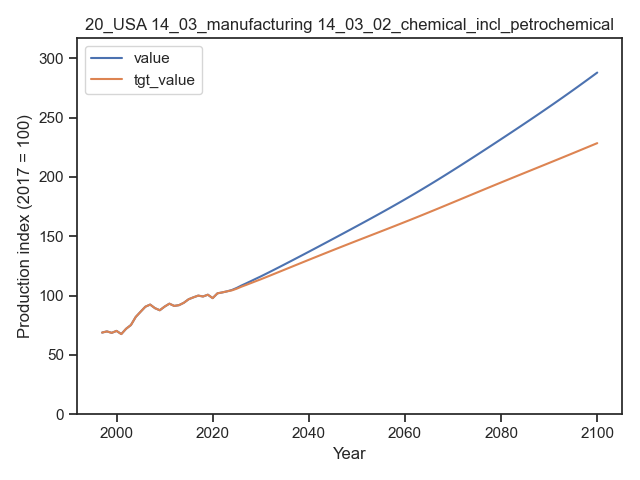 20_USA 14_03_manufacturing 14_03_02_chemical_incl_petrochemical
value
tgt_value
300
250
200
150
100
50
0
Production index (2017 = 100)
2000 2020 2040 2060 2080 2100
Year